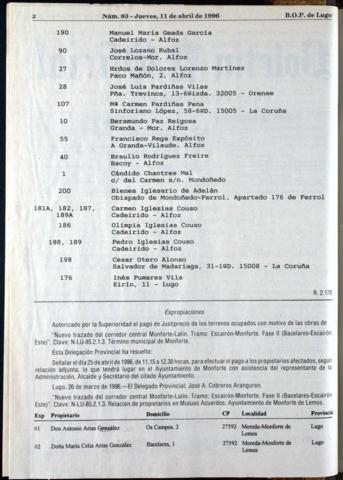 2 Núm. 83 - Jueves, 11 de abril de 1996 B.O.P. de Lugo
190 Manuel María Geada García
Cadeirido - Alfoz
90 José Lozano Rubal
Correlos-Mor. Alfoz
27 Hrdos de Dolores Lorenzo Martínez
Paco Mañón, 2. Alfoz
28 José Luis Pardiñas Vilas
Pña. Trevinca, 13-6ºizda. 32005 - Orense
107 Mª Carmen Pardiñas Pena
Sinforiano López, 58-6ºD. 15005 - La Coruña
10 Beramundo Paz Reigosa
Granda - Mor. Alfoz
55 Francisco Rega Expósito
A Granda-Vilaude. Alfoz
40 Braulio Rodríguez Freire
Bacoy - Alfoz
1 Cándido Chantres Mal
c/ del Carmen s/n. Mondoñedo
200 Bienes Iglesario de Adelán
Obispado de Mondoñedo-Ferrol. Apartado 176 de Ferrol
181A, 182, 187, Carmen Iglesias Couso
189A Cadeirido - Alfoz
186 Olimpia Iglesias Couso
Cadeirido - Alfoz
188, 189 Pedro Iglesias Couso
Cadeirido - Alfoz
198 Cesar Otero Alonso
Salvador de Madariaga, 31-1ºD. 15008 - La Coruña
176 Inés Pumares Vila
Eirin, 11 - Lugo
R. 2.178
Expropiaciones
Autorizado por la Superioridad el pago de Justiprecio de los terrenos ocupados con motivo de las obras de
"Nuevo trazado del corredor central Monforte-Lalín. Tramo: Escairón-Monforte. Fase II (Bacelares-Escairón
Este". Clave: N-LU-85.2.13. Término municipal de Monforte.
Esta Delegación Provincial ha resuelto:
Señalar el día 25 de abril de 1996, de 11,15 a 12,30 horas, para efectuar el pago a los propietarios afectados, según
relación adjunta, lo que tendrá lugar en el Ayuntamiento de Monforte con asistencia del representante de la
Administración, Alcalde y Secretario del citado Ayuntamiento.
Lugo, 26 de marzo de 1996.—El Delegado Provincial, José A. Cobreros Aranguren.
"Nuevo trazado del corredor central Monforte-Lalín. Tramo: Escairón-Monforte. Fase II (Bacelares-Escairón
Este". Clave: N-LU-85.2.1.3. Relación de propietarios en Mutuos Acuerdos. Ayuntamiento de Monforte de Lemos.
Exp Propietario Domicilio CP Localidad Provincia
01 Don Antonio Arias González Os Campos, 2 27592 Moreda-Monforte de Lugo
Lemos
02 Doña María Celia Arias González Bacelares, 1 27592 Moreda-Monforte de Lugo
Lemos